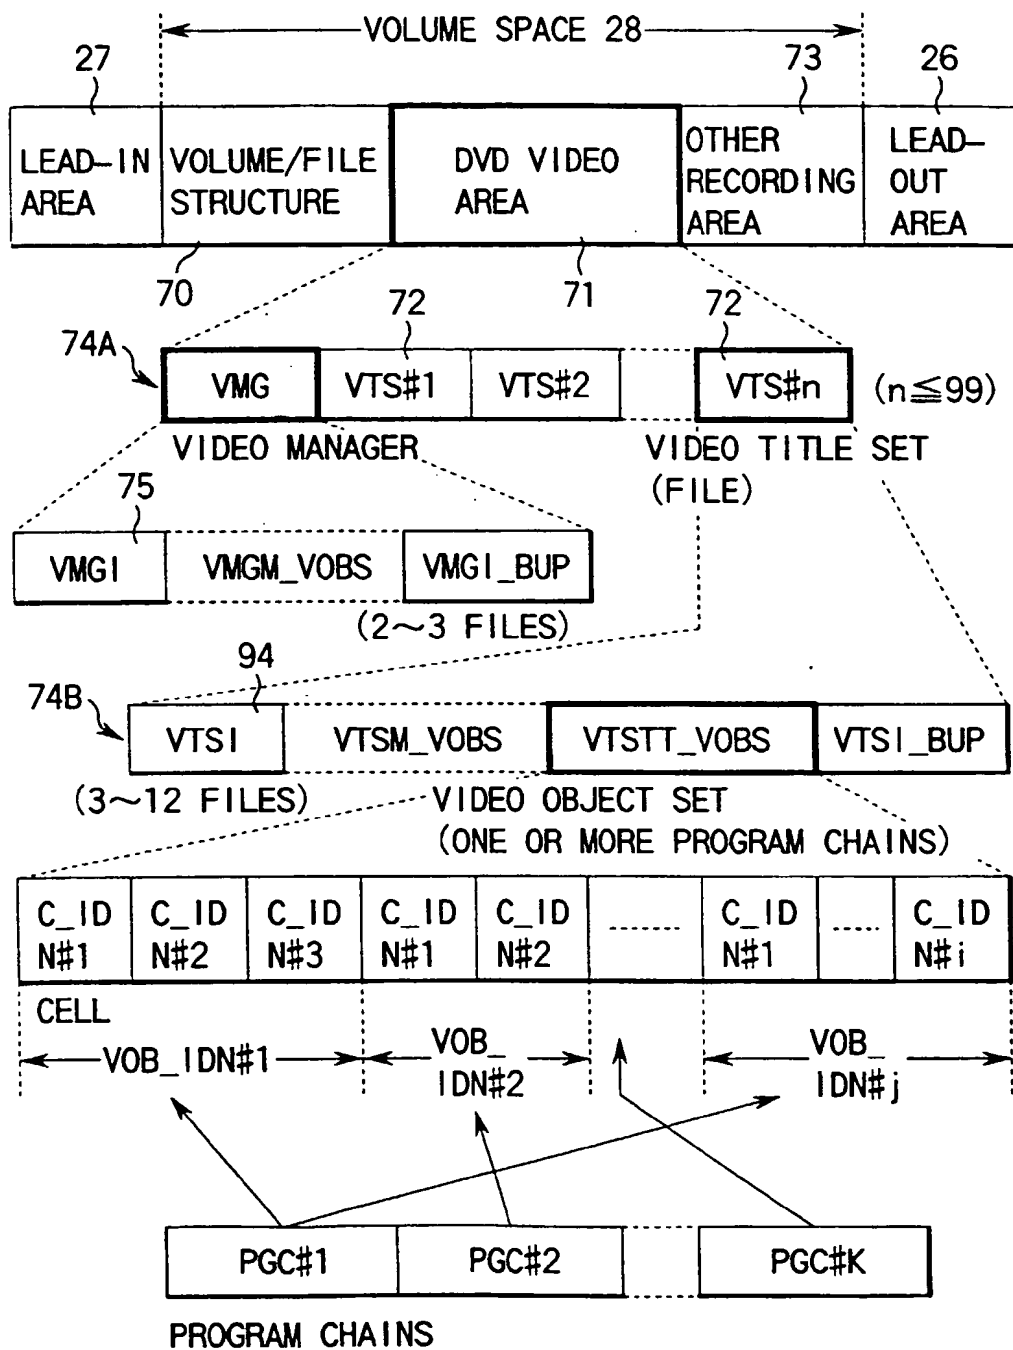 VOLUME SPACE 28
27
73
26
LEAD-IN
AREA
VOLUME/FILE
STRUCTURE
DVD VIDEO
AREA
OTHER
RECORDING
AREA
LEAD-
OUT
AREA
70
71
74A
72
72
VMG
VTS#1
VTS#2
VTS#n
(n≦99)
VIDEO MANAGER
VIDEO TITLE SET
(FILE)
75
VMGI
VMGM_VOBS
VMGI_BUP
(2~3 FILES)
94
74B
VTSI
VTSM_VOBS
VTSTT_VOBS
VTSI_BUP
(3~12 FILES)
VIDEO OBJECT SET
(ONE OR MORE PROGRAM CHAINS)
C_ID
N#1
C_ID
N#2
C_ID
N#3
C_ID
N#1
C_ID
N#2
C_ID
N#1
C_ID
N#i
CELL
VOB_IDN#1
VOB_
IDN#2
VOB_
IDN#j
PGC#1
PGC#2
PGC#K
PROGRAM CHAINS